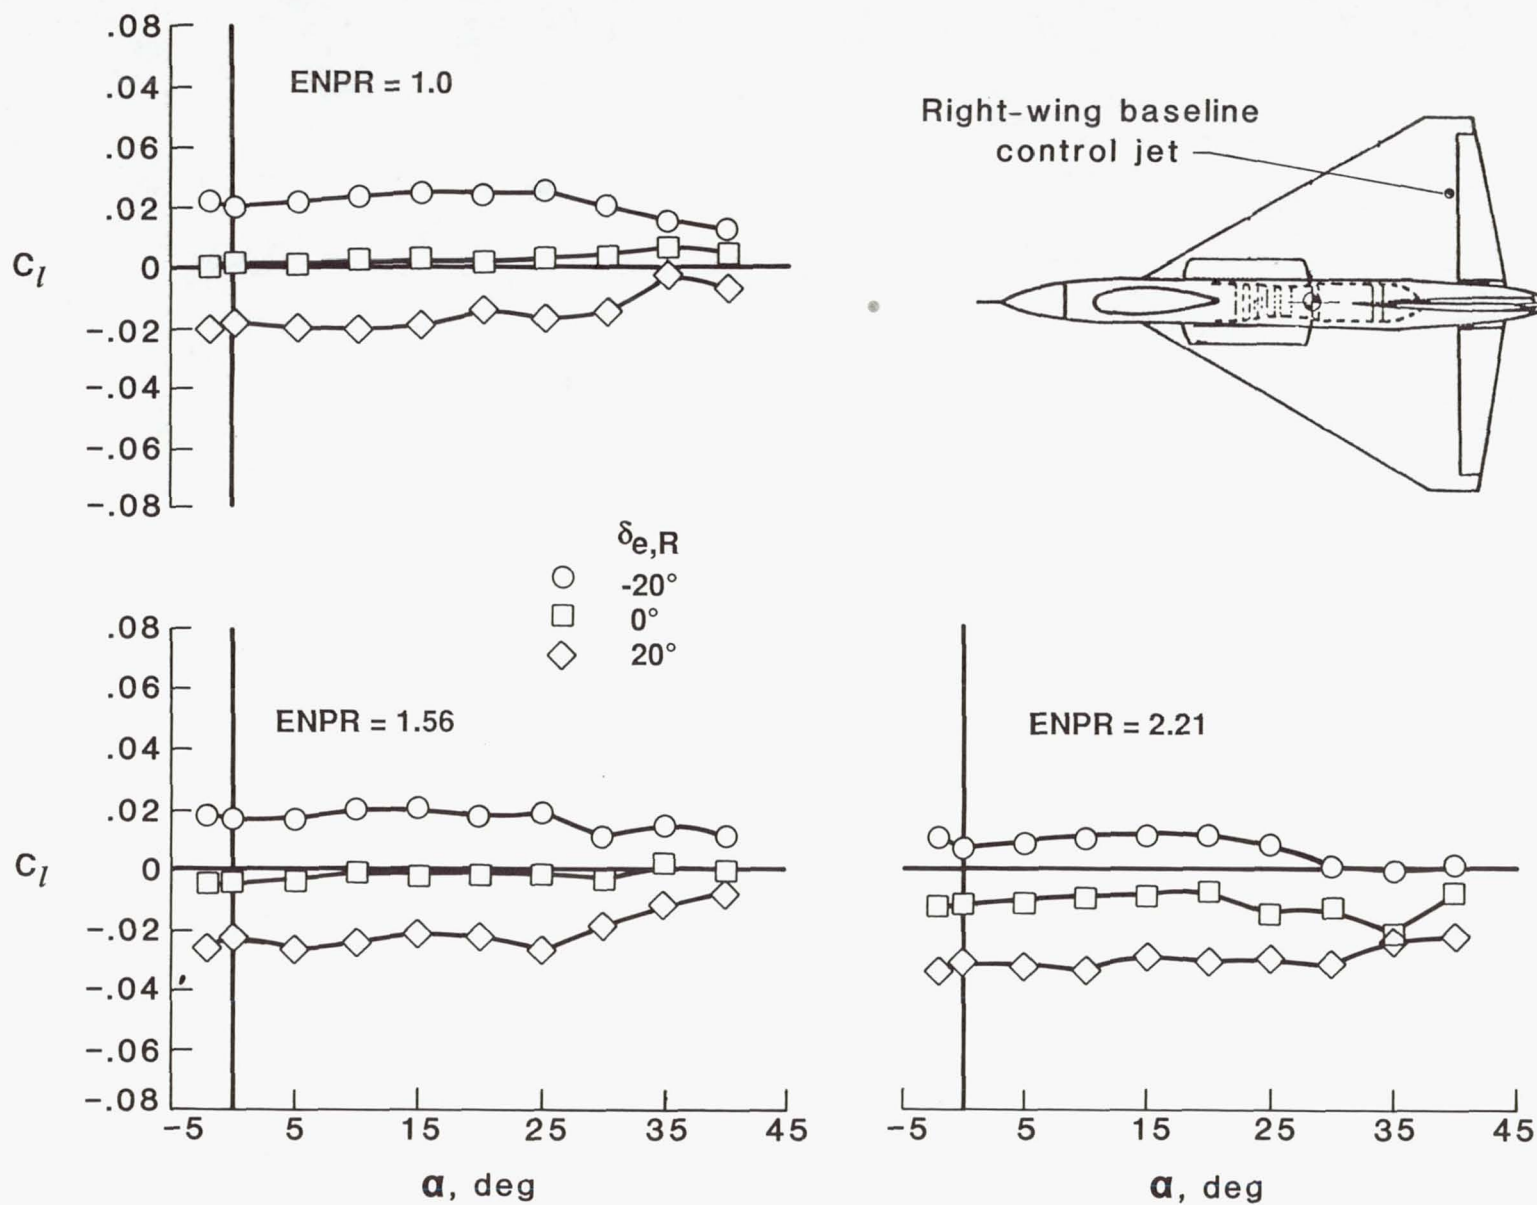 .08
.04
.06
.02
0
-.02
-.04
-.06
-.08
C_l
ENPR = 1.0
Right-wing baseline
control jet
δe,R
-20°
0°
20°
.08
.06
.04
.02
0
-.02
-.04
-.06
-.08
C_l
ENPR = 1.56
-5 5 15 25 35 45
α, deg
ENPR = 2.21
-5 5 15 25 35 45
α, deg